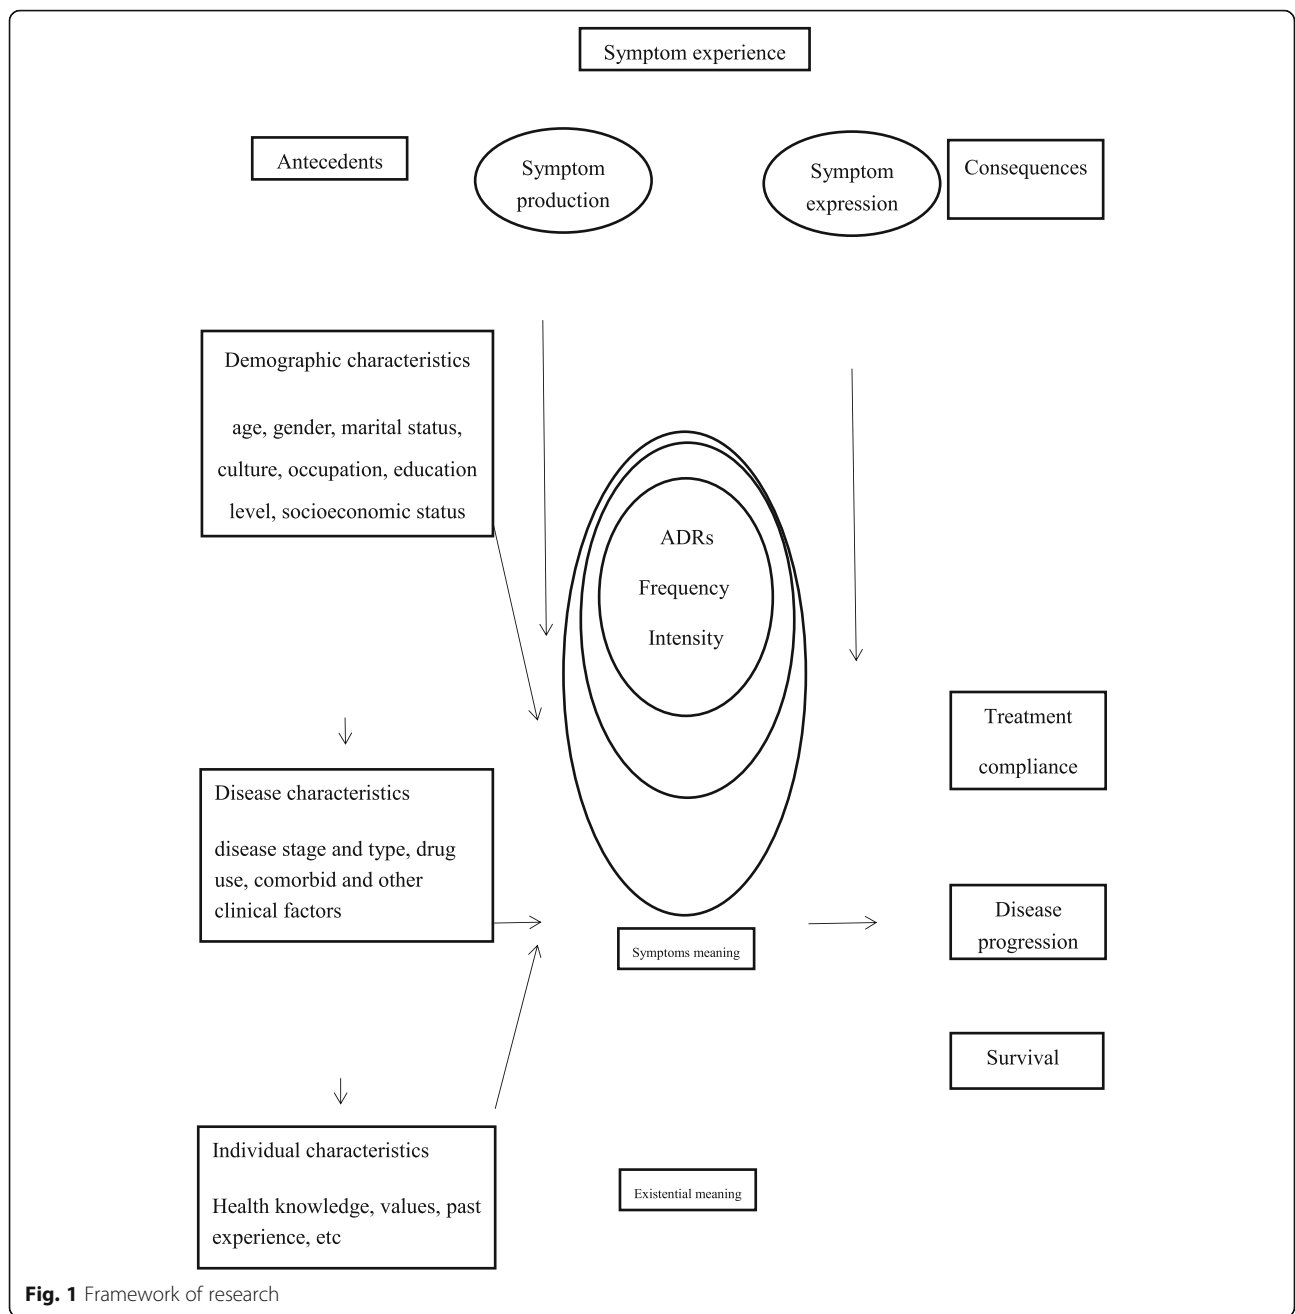 Symptom experience
Antecedents
Symptom
production
Symptom
expression
Consequences
Demographic characteristics
age, gender, marital status,
culture, occupation, education
level, socioeconomic status
ADRs
Frequency
Intensity
Treatment
compliance
Disease characteristics
disease stage and type, drug
use, comorbid and other
clinical factors
Symptoms meaning
Disease
progression
Survival
Individual characteristics
Health knowledge, values, past
experience, etc
Existential meaning
Fig. 1 Framework of research